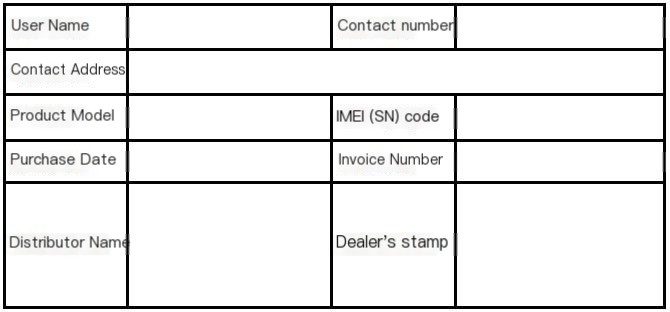 User Name
Contact number
Contact Address
Product Model
IMEI (SN) code
Purchase Date
Invoice Number
Distributor Name
Dealer's stamp